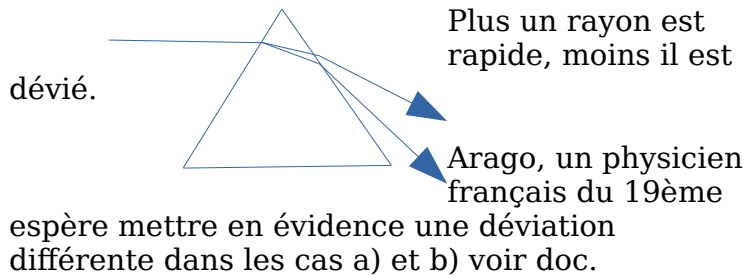 Plus un rayon est
rapide, moins il est
dévié.
Arago, un physicien
français du 19ème
espère mettre en évidence une déviation
différente dans les cas a) et b) voir doc.